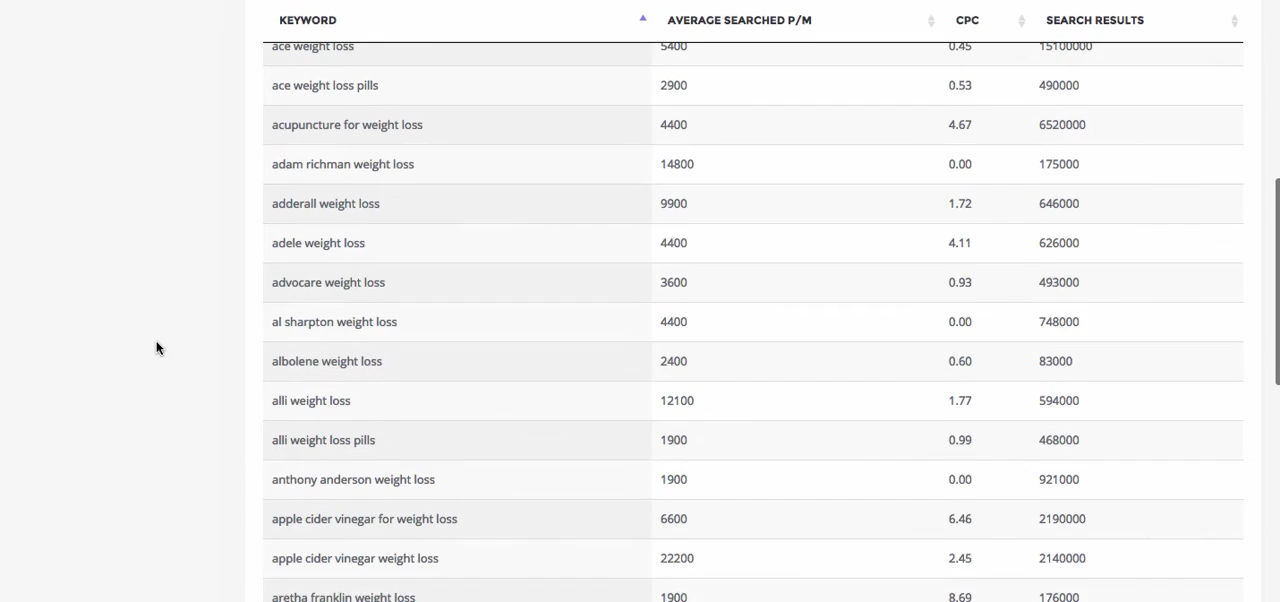 KEYWORD AVERAGE SEARCHED P/M CPC SEARCH RESULTS
ace weight loss 5400 0.45 15100000
ace weight loss pills 2900 0.53 490000
acupuncture for weight loss 4400 4.67 6520000
adam richman weight loss 14800 0.00 175000
adderall weight loss 9900 1.72 646000
adele weight loss 4400 4.11 626000
advocare weight loss 3600 0.93 493000
al sharpton weight loss 4400 0.00 748000
albolene weight loss 2400 0.60 83000
alli weight loss 12100 1.77 594000
alli weight loss pills 1900 0.99 468000
anthony anderson weight loss 1900 0.00 921000
apple cider vinegar for weight loss 6600 6.46 2190000
apple cider vinegar weight loss 22200 2.45 2140000
aretha franklin weight loss 1900 8.69 176000